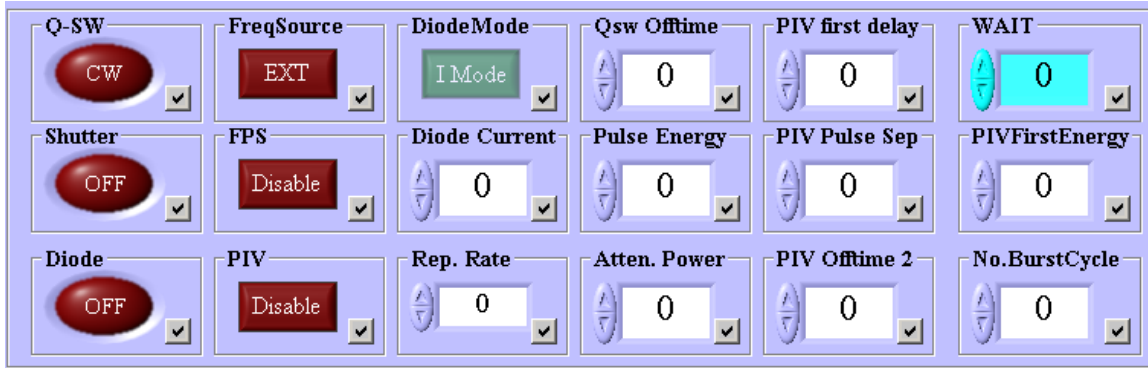 Q-SW FreqSource DiodeMode Qsw Offtime PIV first delay WAIT
CW EXT I Mode 0 0 0
Shutter FPS Diode Current Pulse Energy PIV Pulse Sep PIVFirstEnergy
OFF Disable 0 0 0 0
Diode PIV Rep. Rate Atten. Power PIV Offtime 2 No.BurstCycle
OFF Disable 0 0 0 0